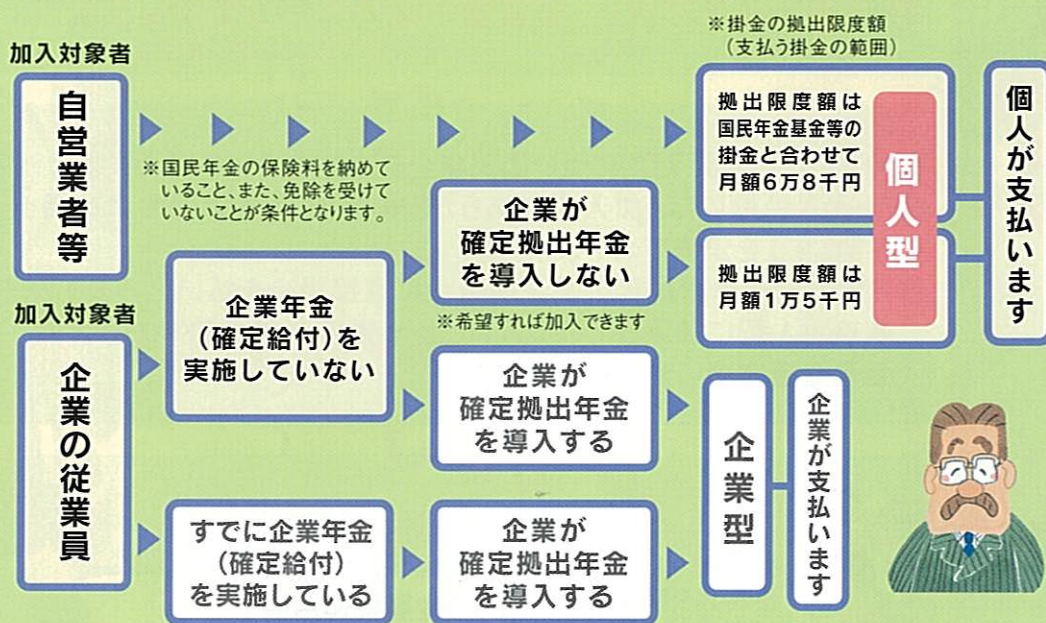 加入対象者
自営業者等
※国民年金の保険料を納めて
いること、また、免除を受けて
いないことが条件となります。
※掛金の拠出限度額
（支払う掛金の範囲）
拠出限度額は
国民年金基金等の
掛金と合わせて
月額6万8千円
個人型
個人が支払います
加入対象者
企業の従業員
企業年金
（確定給付）を
実施していない
企業が
確定拠出年金
を導入しない
※希望すれば加入できます
拠出限度額は
月額1万5千円
企業が
確定拠出年金
を導入する
企業型
企業が支払います
すでに企業年金
（確定給付）
を実施している
企業が
確定拠出年金
を導入する